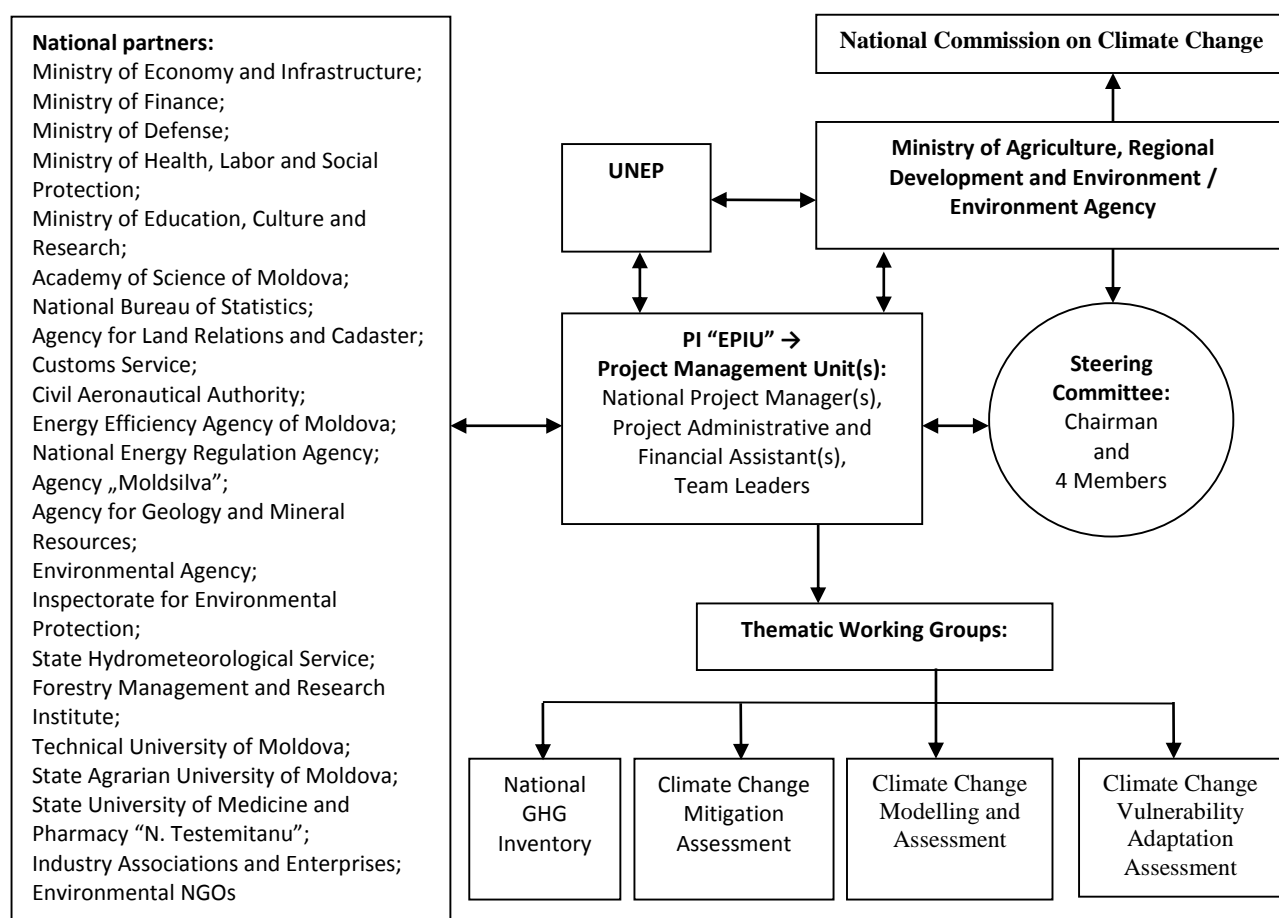 National partners:
Ministry of Economy and Infrastructure;
Ministry of Finance;
Ministry of Defense;
Ministry of Health, Labor and Social
Protection;
Ministry of Education, Culture and
Research;
Academy of Science of Moldova;
National Bureau of Statistics;
Agency for Land Relations and Cadaster;
Customs Service;
Civil Aeronautical Authority;
Energy Efficiency Agency of Moldova;
National Energy Regulation Agency;
Agency „Moldsilva”;
Agency for Geology and Mineral
Resources;
Environmental Agency;
Inspectorate for Environmental
Protection;
State Hydrometeorological Service;
Forestry Management and Research
Institute;
Technical University of Moldova;
State Agrarian University of Moldova;
State University of Medicine and
Pharmacy “N. Testemitanu”;
Industry Associations and Enterprises;
Environmental NGOs
National Commission on Climate Change
Ministry of Agriculture, Regional
Development and Environment /
Environment Agency
UNEP
PI “EPIU” →
Project Management Unit(s):
National Project Manager(s),
Project Administrative and
Financial Assistant(s),
Team Leaders
Steering
Committee:
Chairman
and
4 Members
Thematic Working Groups:
National
GHG
Inventory
Climate Change
Mitigation
Assessment
Climate Change
Modelling and
Assessment
Climate Change
Vulnerability
Adaptation
Assessment